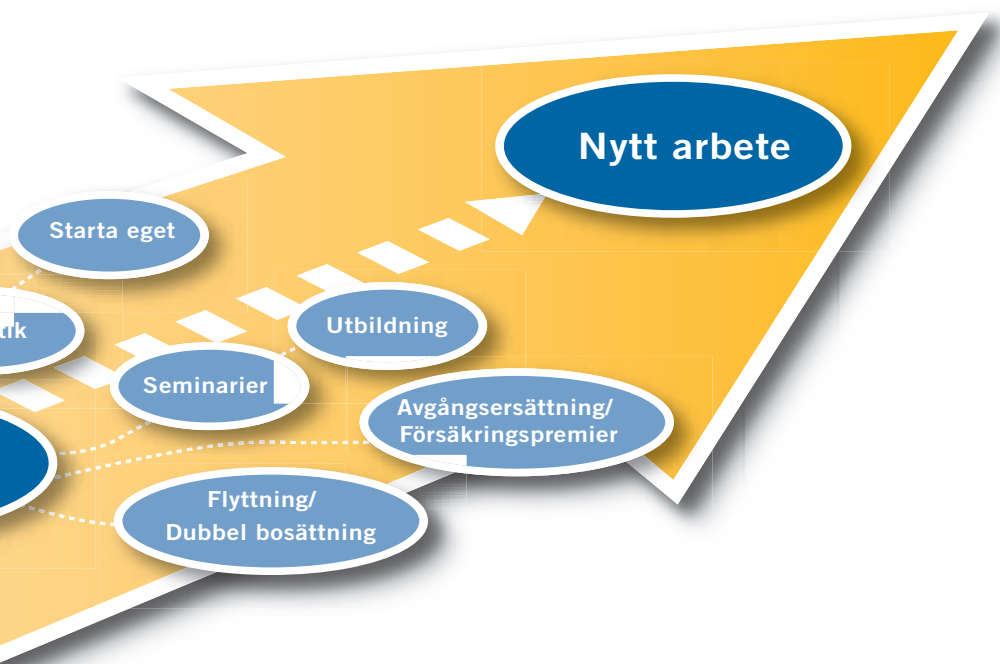 Nytt arbete
Starta eget
Utbildning
Seminarier
Avgångsersättning/
Försäkringspremier
Flyttning/
Dubbel bosättning